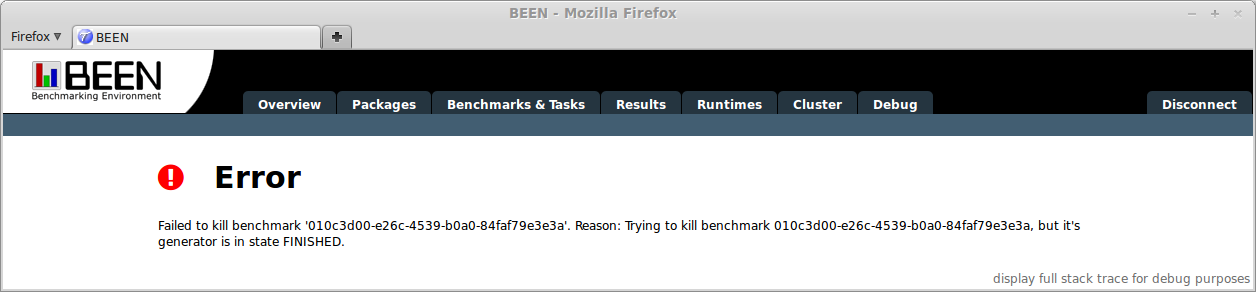 BEEN - Mozilla Firefox
Firefox
BEEN
BEEN
Benchmarking Environment
Overview
Packages
Benchmarks & Tasks
Results
Runtimes
Cluster
Debug
Disconnect
Error
Failed to kill benchmark '010c3d00-e26c-4539-b0a0-84faf79e3e3a'. Reason: Trying to kill benchmark 010c3d00-e26c-4539-b0a0-84faf79e3e3a, but it's
generator is in state FINISHED.
display full stack trace for debug purposes